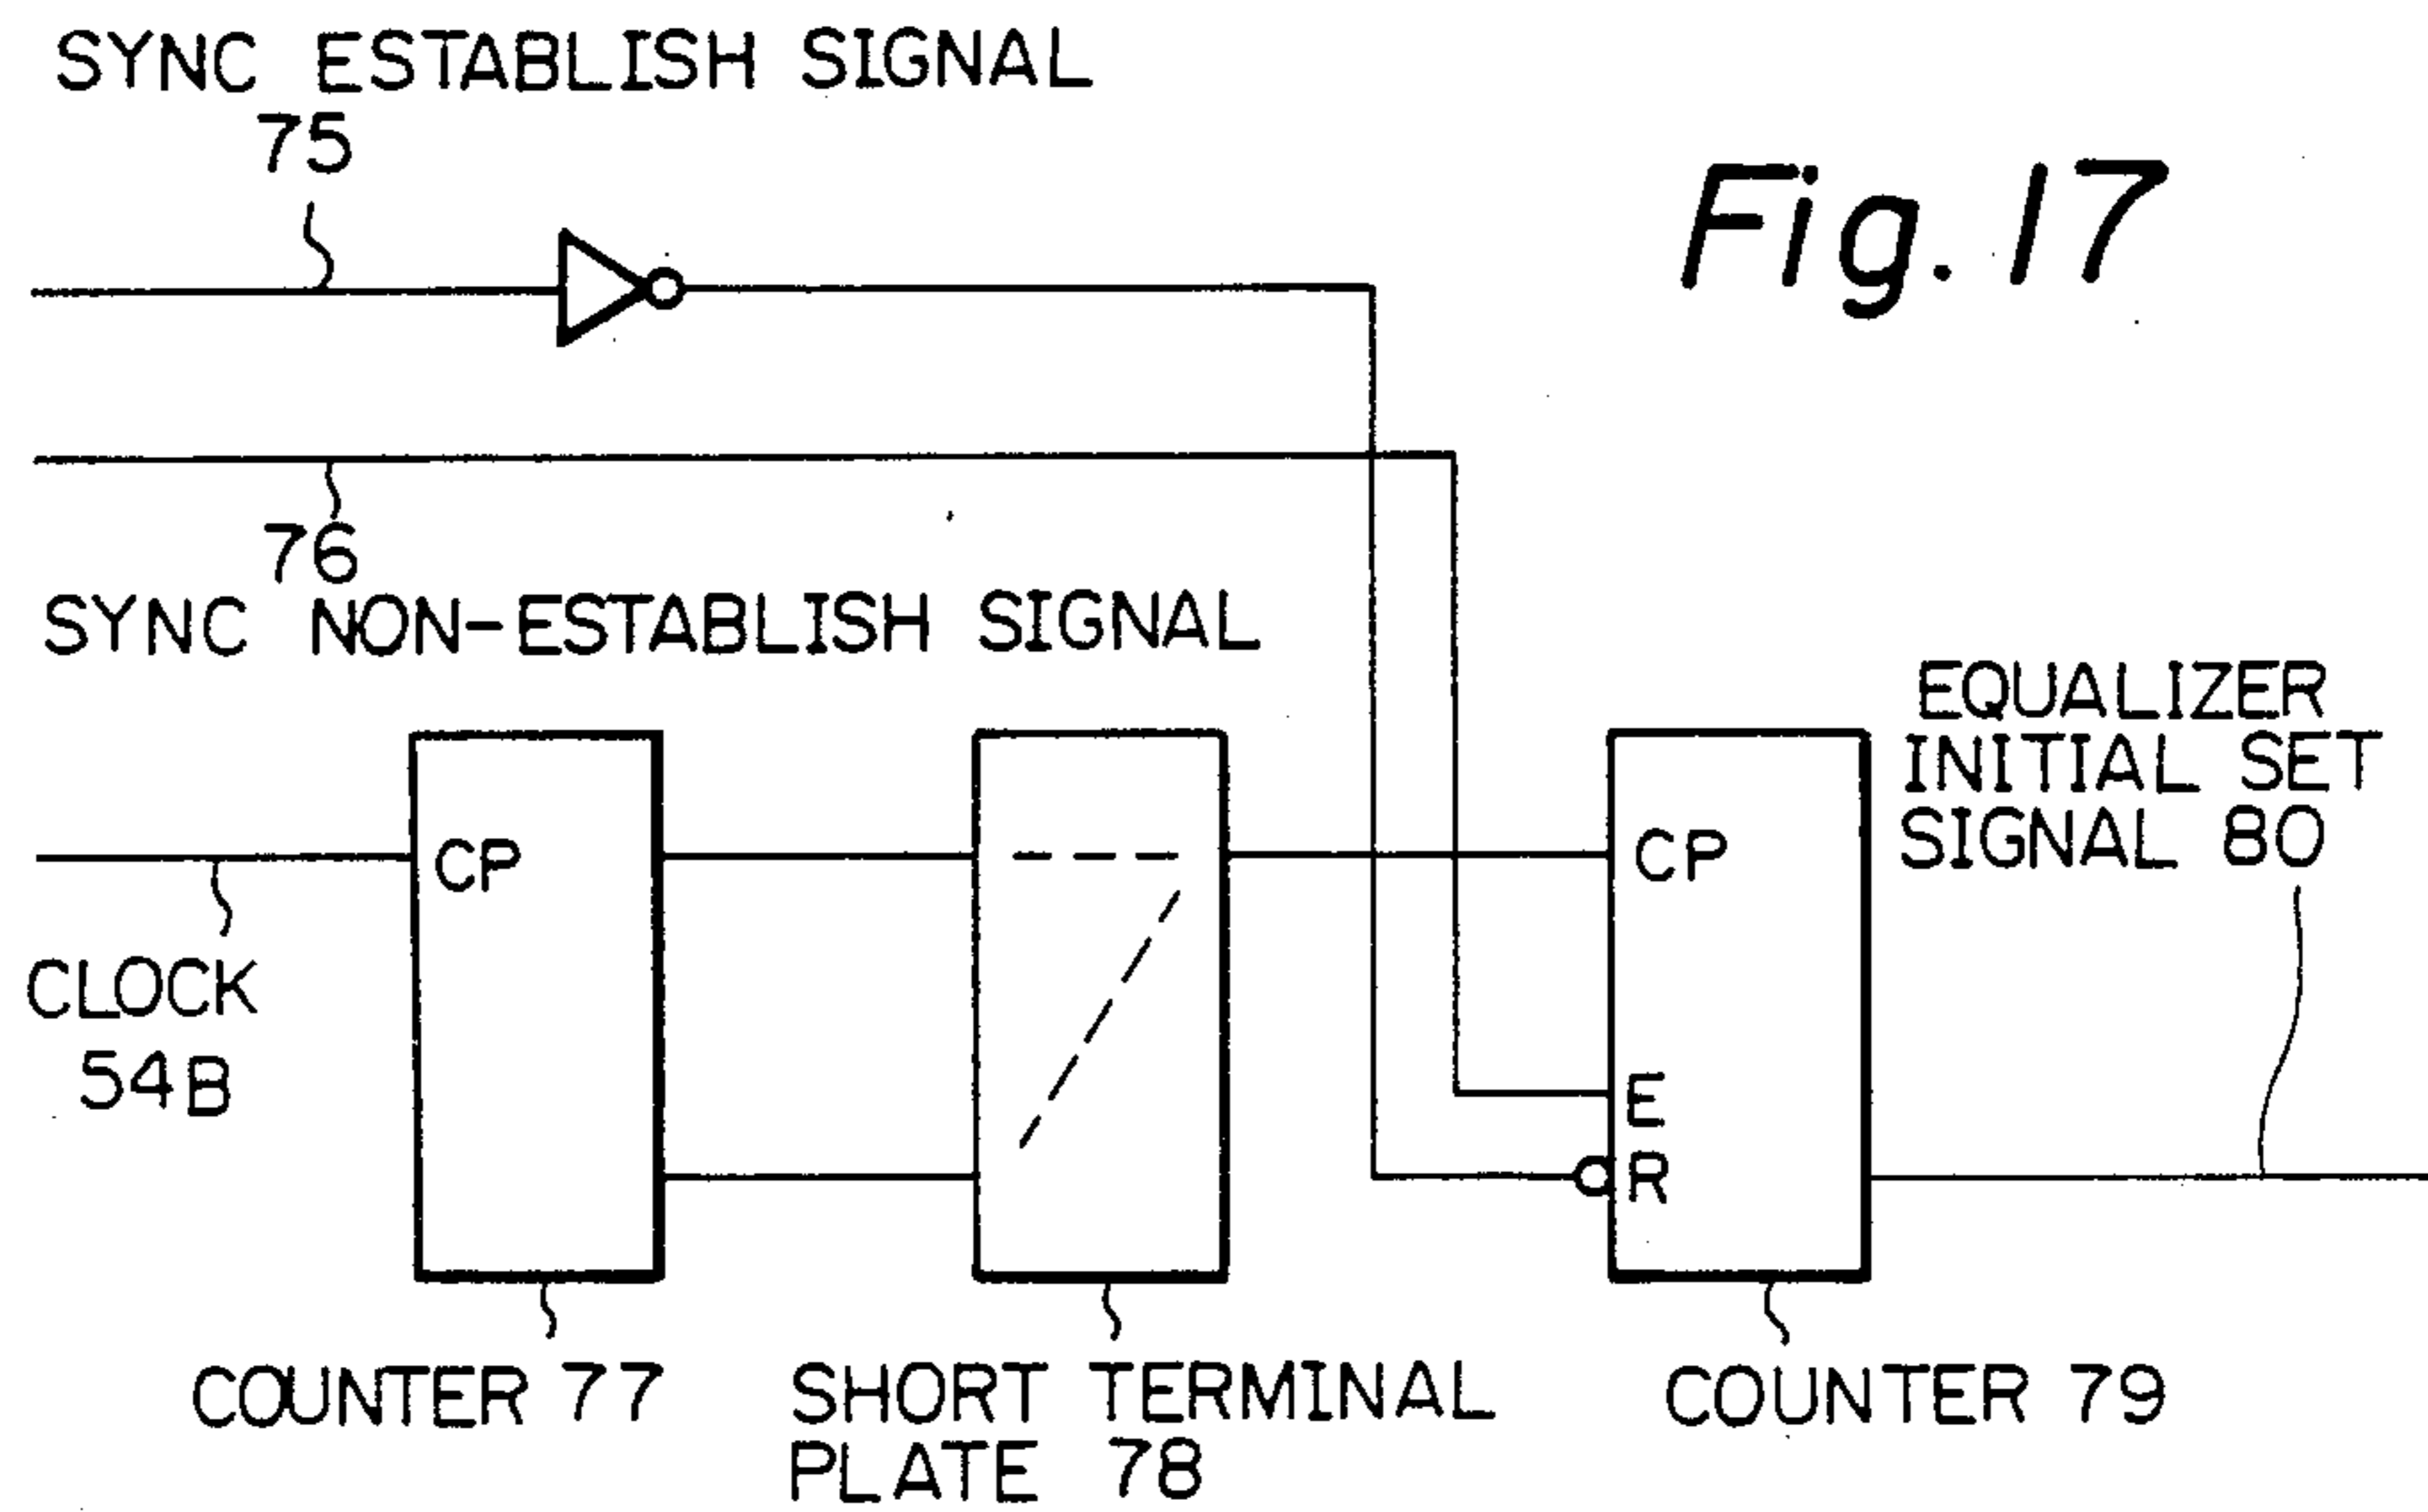 SYNC ESTABLISH SIGNAL
75
Fig. 17
76
SYNC NON-ESTABLISH SIGNAL
EQUALIZER
INITIAL SET
SIGNAL 80
CP
CP
CLOCK
54B
E
R
COUNTER 77
SHORT TERMINAL
PLATE 78
COUNTER 79